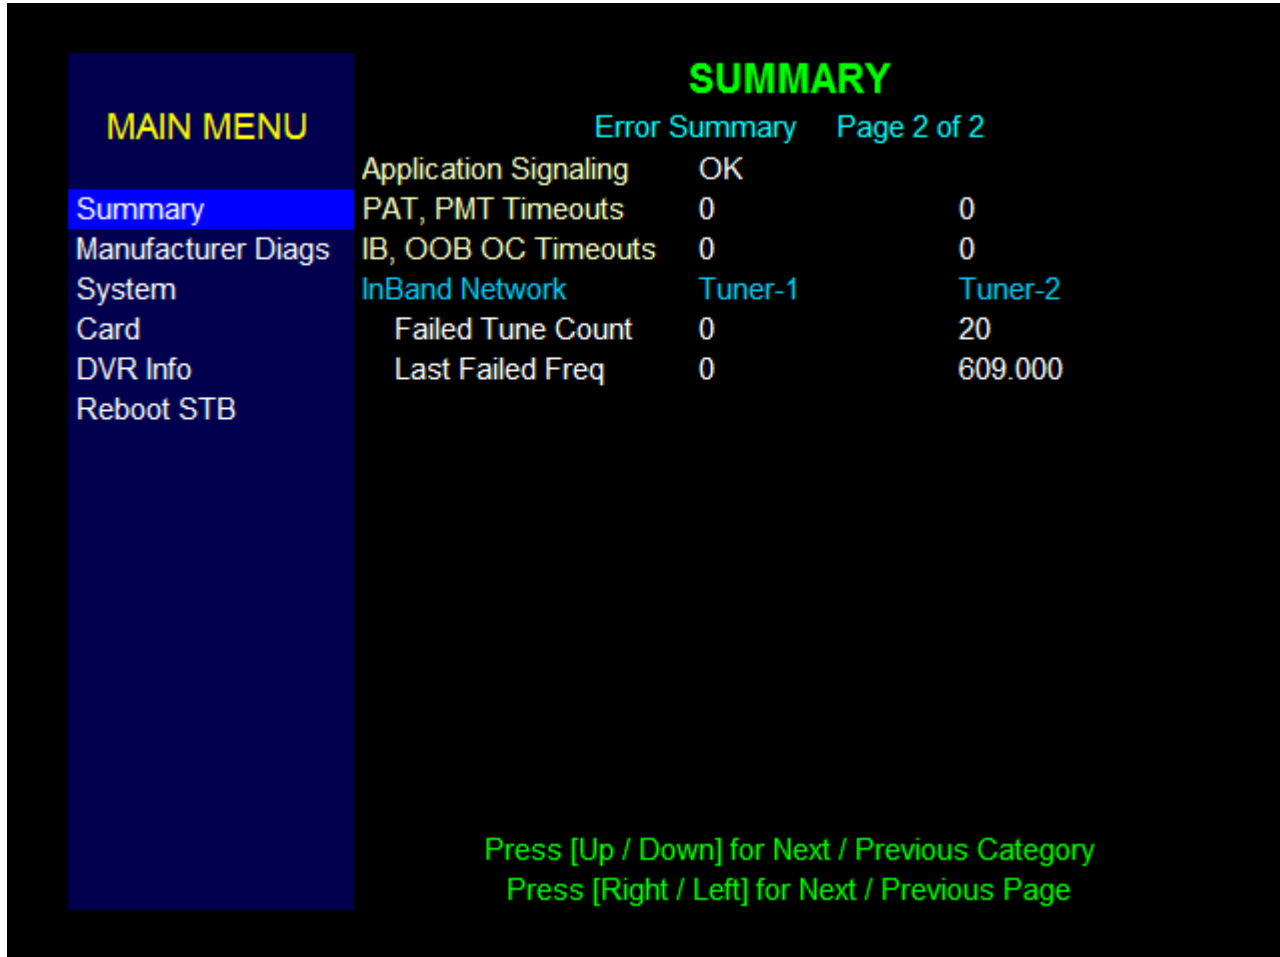 SUMMARY
MAIN MENU
Error Summary Page 2 of 2
Application Signaling OK
Summary
PAT, PMT Timeouts 0 0
Manufacturer Diags
IB, OOB OC Timeouts 0 0
System
InBand Network Tuner-1 Tuner-2
Card
Failed Tune Count 0 20
DVR Info
Last Failed Freq 0 609.000
Reboot STB
Press [Up / Down] for Next / Previous Category
Press [Right / Left] for Next / Previous Page